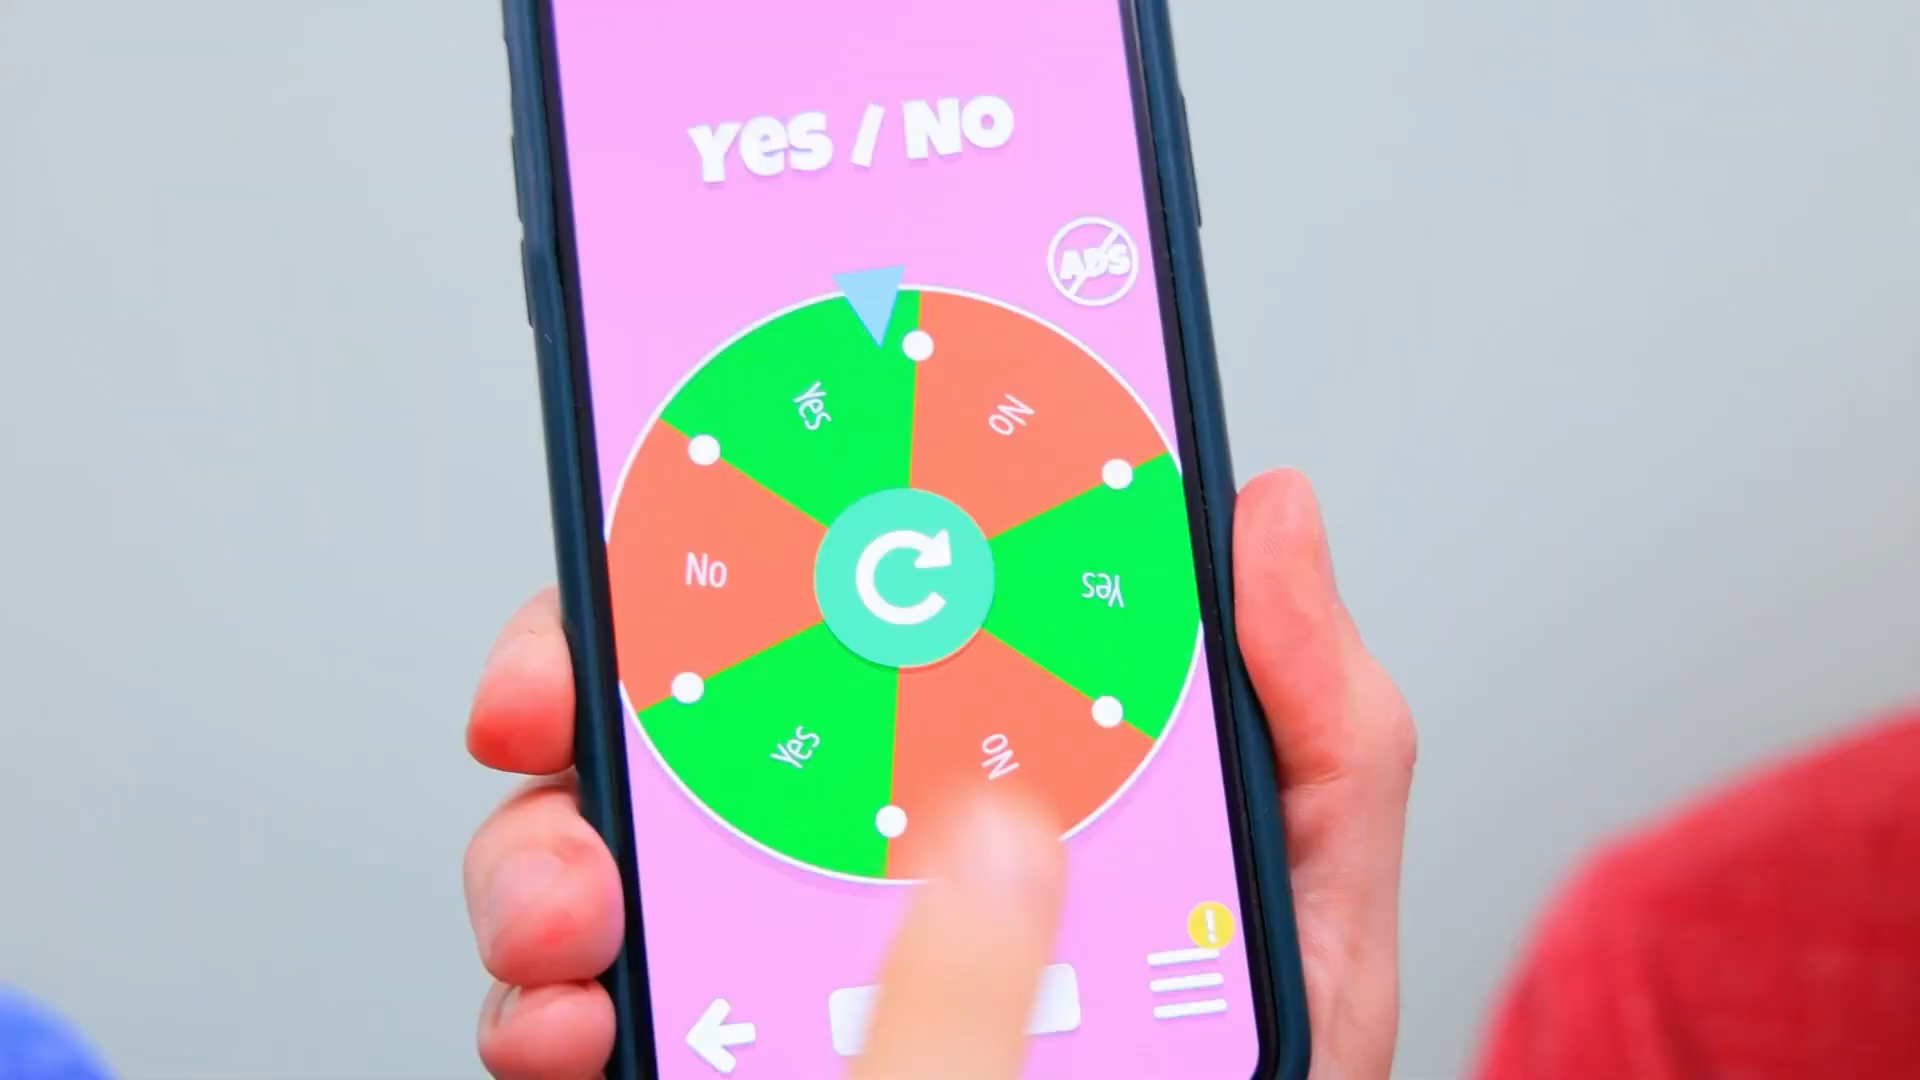 Yes / No
ADS
Yes
No
No
Yes
Yes
No
!